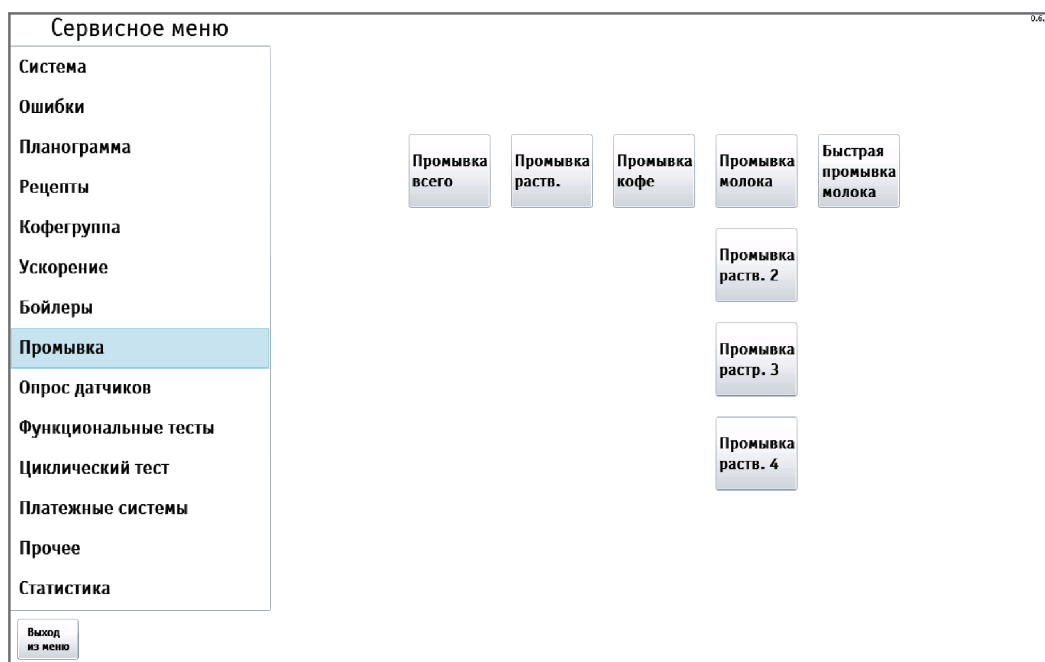 Сервисное меню
0.6.
Система
Ошибки
Планограмма
Рецепты
Кофегруппа
Ускорение
Бойлеры
Промывка
Опрос датчиков
Функциональные тесты
Циклический тест
Платежные системы
Прочее
Статистика
Выход
из меню
Промывка
всего
Промывка
раств.
Промывка
кофе
Промывка
молока
Быстрая
промывка
молока
Промывка
раств. 2
Промывка
растр. 3
Промывка
раств. 4